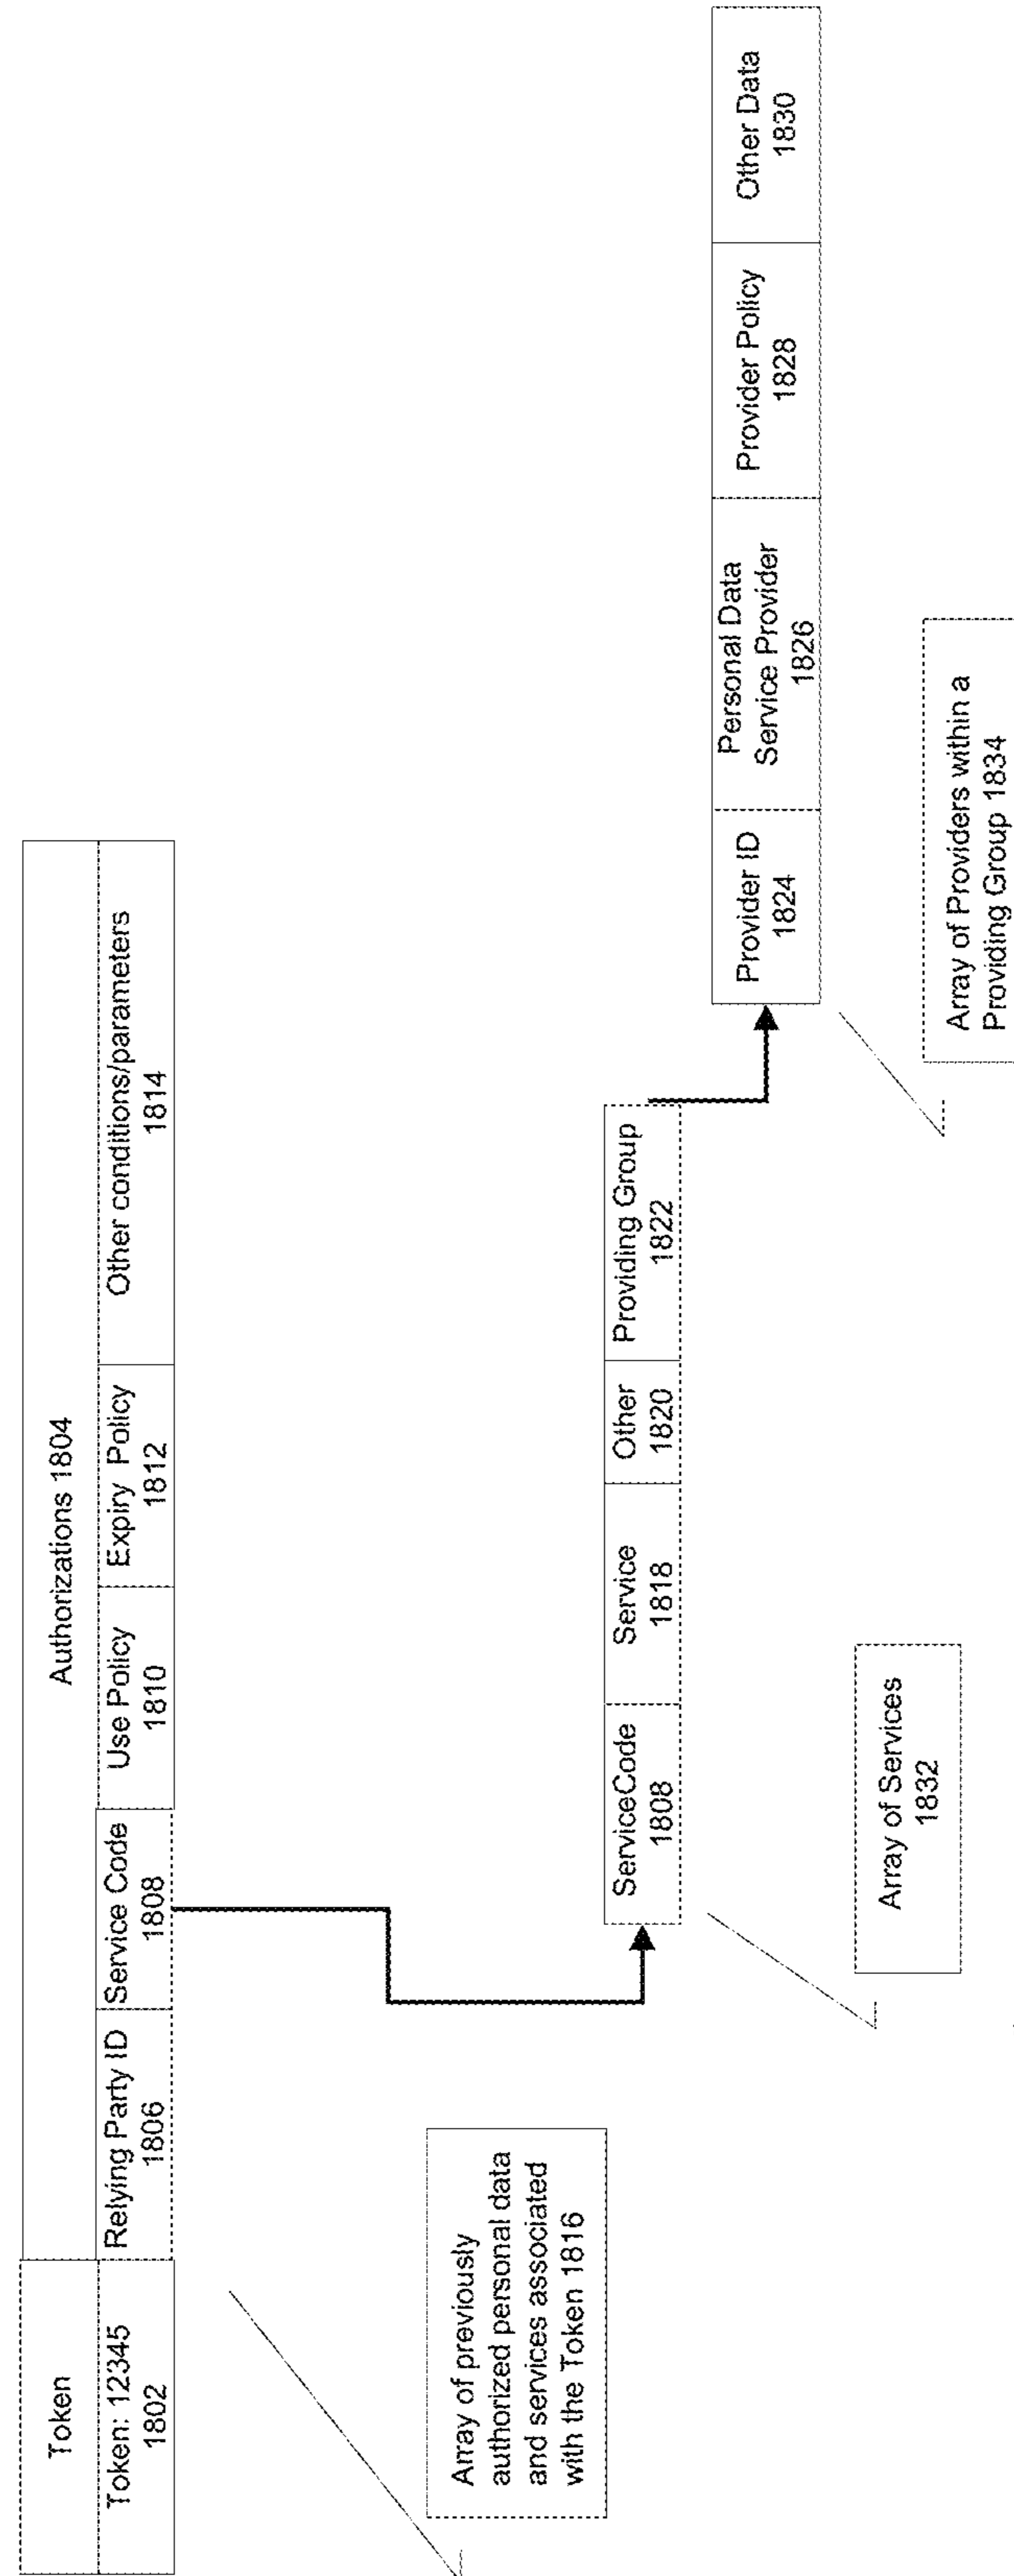 Token
Authorizations 1804
Token: 12345
1802
Relying Party ID
1806
Service Code
1808
Use Policy
1810
Expiry Policy
1812
Other conditions/parameters
1814
Array of previously
authorized personal data
and services associated
with the Token 1816
ServiceCode
1808
Service
1818
Other
1820
Providing Group
1822
Array of Services
1832
Provider ID
1824
Personal Data
Service Provider
1826
Provider Policy
1828
Other Data
1830
Array of Providers within a
Providing Group 1834